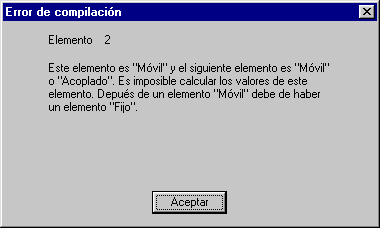 Error de compilación
Elemento 2
Este elemento es "Móvil" y el siguiente elemento es "Móvil"
o "Acoplado". Es imposible calcular los valores de este
elemento. Depués de un elemento "Móvil" debe de haber
un elemento "Fijo".
Aceptar